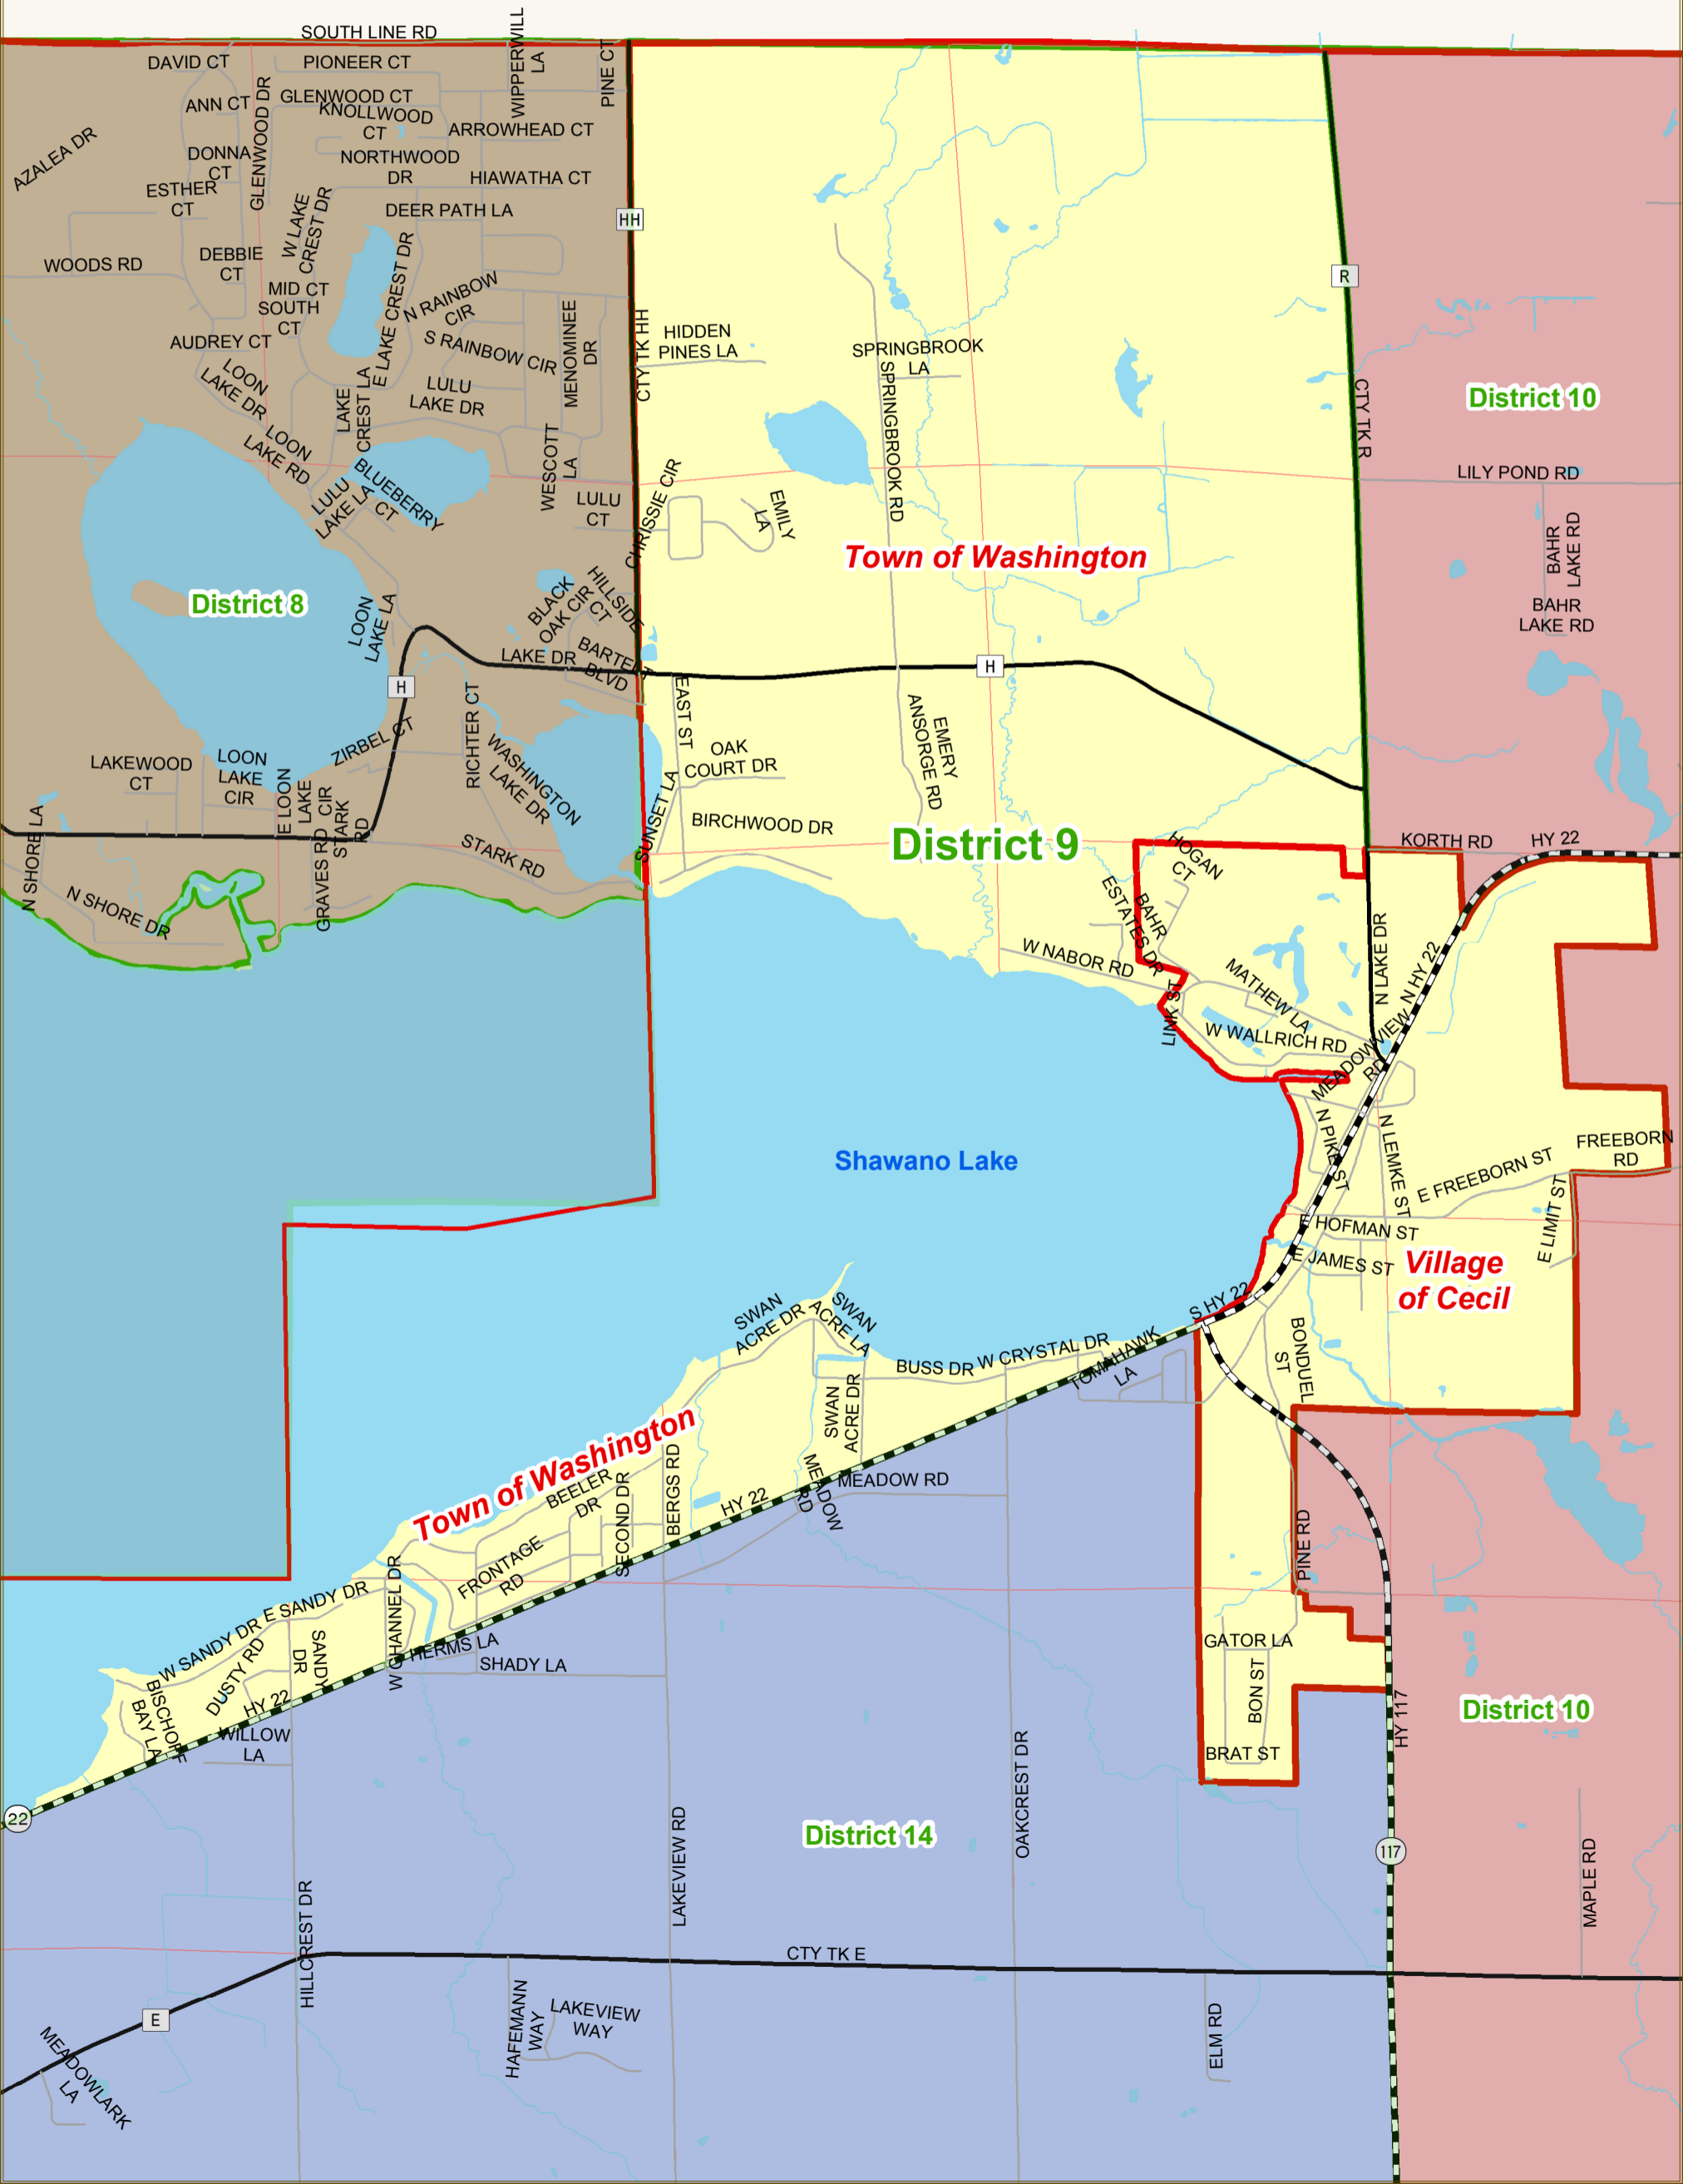 SOUTH LINE RD
DAVID CT
PIONEER CT
WIPPERWILL
LA
PINE CT
ANN CT
GLENWOOD DR
GLENWOOD CT
KNOLLWOOD
CT
ARROWHEAD CT
AZALEA DR
DONNA
CT
NORTHWOOD
DR
HIAWATHA CT
ESTHER
CT
W LAKE
CREST DR
DEER PATH LA
HH
WOODS RD
DEBBIE
CT
MID CT
SOUTH
CT
E LAKE CREST DR
N RAINBOW
CIR
S RAINBOW CIR
MENOMINEE
DR
AUDREY CT
LOON
LAKE DR
LAKE
CREST LA
LULU
LAKE DR
CTY TK HH
HIDDEN
PINES LA
SPRINGBROOK
LA
SPRINGBROOK RD
R
CTY TK R
District 10
LOON
LAKE RD
BLUEBERRY
CT
LULU
LAKE LA
WESCOTT
LA
LULU
CT
CHRISSIE CIR
EMILY
LA
LILY POND RD
BAHR
LAKE RD
BAHR
LAKE RD
Town of Washington
District 8
LOON
LAKE LA
BLACK
OAK CIR
HILLSIDE
CT
LAKE DR
BARTELT
BLVD
H
H
EAST ST
RICHTER CT
ZIRBEL CT
WASHINGTON
LAKE DR
OAK
COURT DR
EMERY
ANSORGE RD
LAKEWOOD
CT
LOON
LAKE
CIR
E LOON
LAKE
CIR
GRAVES RD
STARK
RD
STARK RD
SUNSET LA
BIRCHWOOD DR
District 9
N SHORE LA
N SHORE DR
HOGAN
CT
BAHR
ESTATES DR
KORTH RD
HY 22
W NABOR RD
LINY ST
MATHEW LA
W WALLRICH RD
N LAKE DR
N HY 22
MEADOWVIEW
RD
N PIKE ST
N LEMKE ST
E FREEBORN ST
FREEBORN
RD
E LIMIT ST
Shawano Lake
E HOFMAN ST
E JAMES ST
Village
of Cecil
S HY 22
BONDUEL
ST
SWAN
ACRE DR
SWAN
ACRE LA
BUSS DR
W CRYSTAL DR
TOMAHAWK
LA
SWAN
ACRE DR
Town of Washington
BEELER
DR
SECOND DR
BERGS RD
HY 22
MEADOW
RD
MEADOW RD
FRONTAGE
RD
PINE RD
W CHANNEL DR
E SANDY DR
W SANDY DR
HERMS LA
SHADY LA
DUSTY RD
SANDY
DR
HY 22
BISCHOFF
BAY LA
WILLOW
LA
GATOR LA
BON ST
BRAT ST
HY 117
District 10
22
District 14
LAKEVIEW RD
OAKCREST DR
117
MAPLE RD
HILLCREST DR
CTY TK E
E
HAFEMANN
WAY
LAKEVIEW
WAY
ELM RD
MEADOWLARK
LA